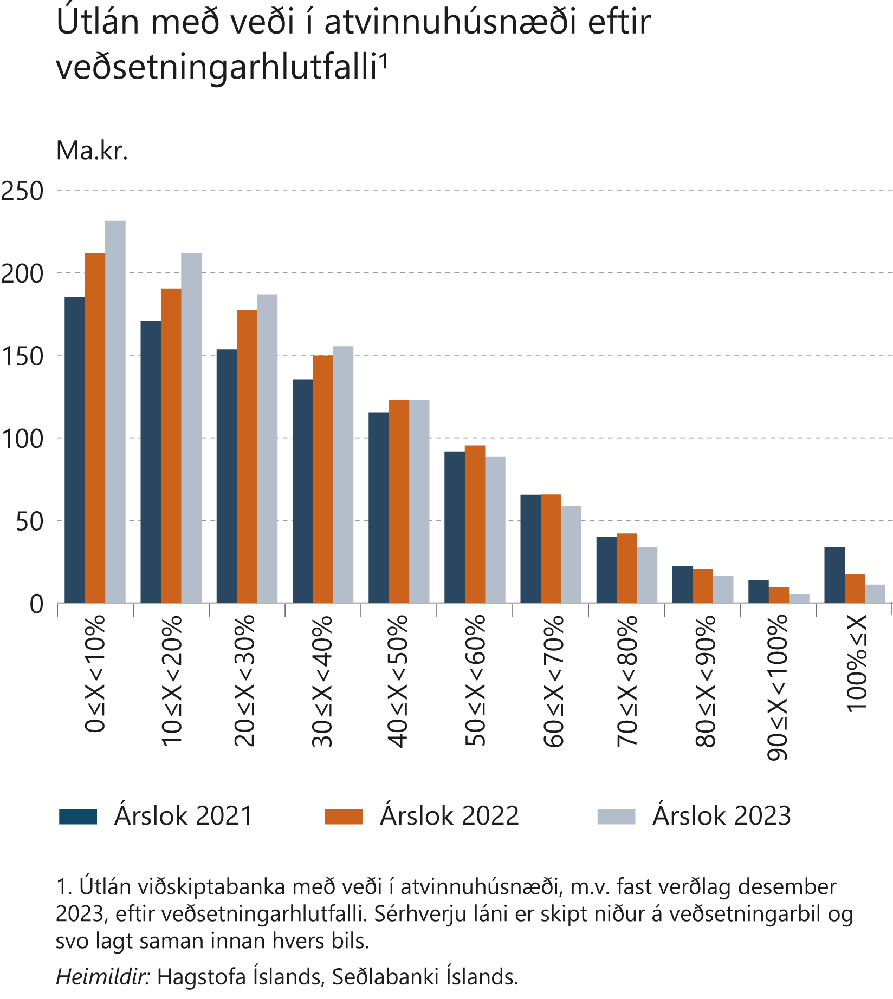 Útlán með veði í atvinnuhúsnæði eftir
veðsetningarhlutfalli¹
Ma.kr.
250
200
150
100
50
0
0≤X<10%
10≤X<20%
20≤X<30%
30≤X<40%
40≤X<50%
50≤X<60%
60≤X<70%
70≤X<80%
80≤X<90%
90≤X<100%
100%≤X
Árslok 2021
Árslok 2022
Árslok 2023
1. Útlán viðskiptabanka með veði í atvinnuhúsnæði, m.v. fast verðlag desember
2023, eftir veðsetningarhlutfalli. Sérhverju láni er skipt niður á veðsetningarbil og
svo lagt saman innan hvers bils.
Heimildir: Hagstofa Íslands, Seðlabanki Íslands.